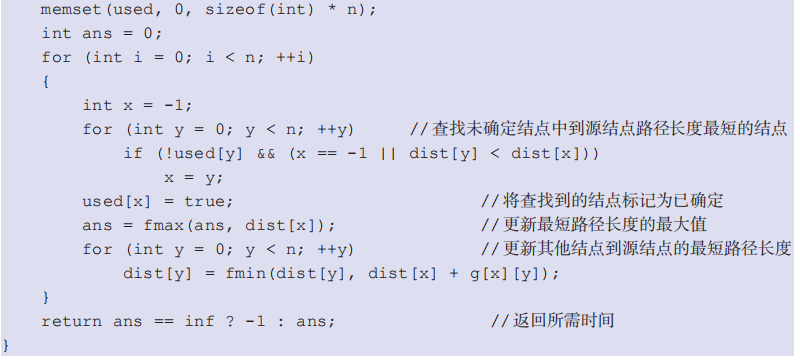 memset(used, 0, sizeof(int) * n);
int ans = 0;
for (int i = 0; i < n; ++i)
{
int x = -1;
for (int y = 0; y < n; ++y) //查找未确定结点中到源结点路径长度最短的结点
if (!used[y] && (x == -1 || dist[y] < dist[x]))
x = y;
used[x] = true; //将查找到的结点标记为已确定
ans = fmax(ans, dist[x]); //更新最短路径长度的最大值
for (int y = 0; y < n; ++y) //更新其他结点到源结点的最短路径长度
dist[y] = fmin(dist[y], dist[x] + g[x][y]);
}
return ans == inf ? -1 : ans; //返回所需时间
}